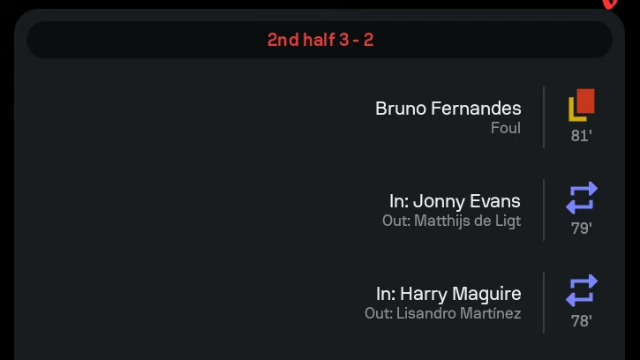 2nd half 3 - 2
Bruno Fernandes
Foul
81'
In: Jonny Evans
Out: Matthijs de Ligt
79'
In: Harry Maguire
Out: Lisandro Martínez
78'